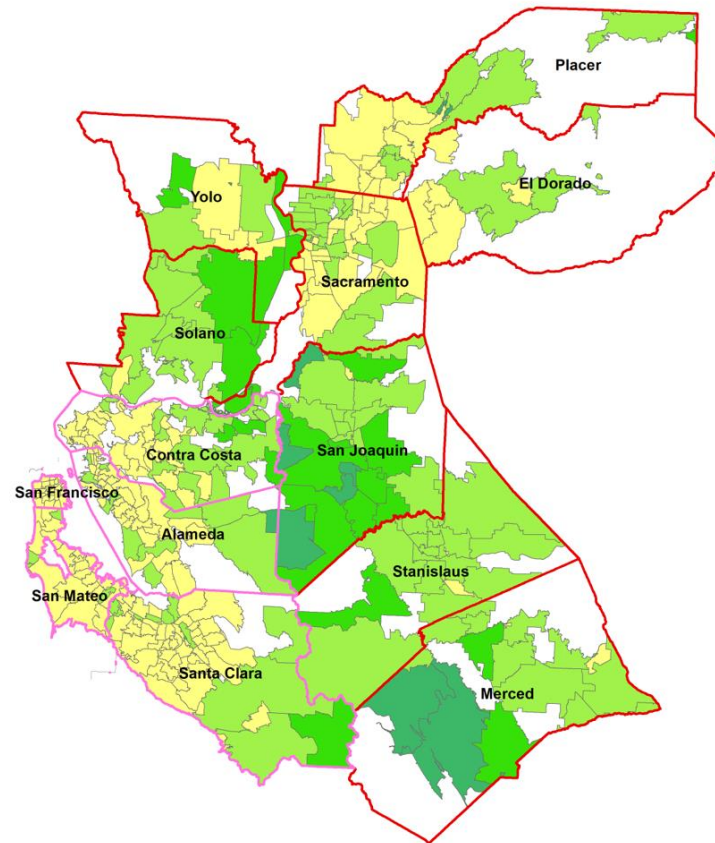 Placer
El Dorado
Yolo
Sacramento
Solano
San Joaquin
Contra Costa
San Francisco
Alameda
Stanislaus
San Mateo
Santa Clara
Merced